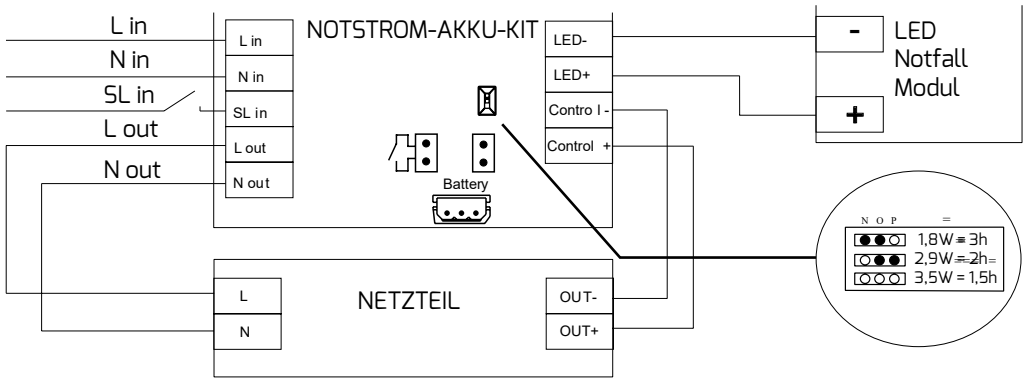 L in
N in
SL in
L out
N out
NOTSTROM-AKKU-KIT
L in
N in
SL in
L out
N out
LED-
LED+
Control -
Control +
Battery
-
+
LED
Notfall
Modul
N O P =
1,8W = 3h
2,9W = 2h
3,5W = 1,5h
NETZTEIL
L
N
OUT-
OUT+